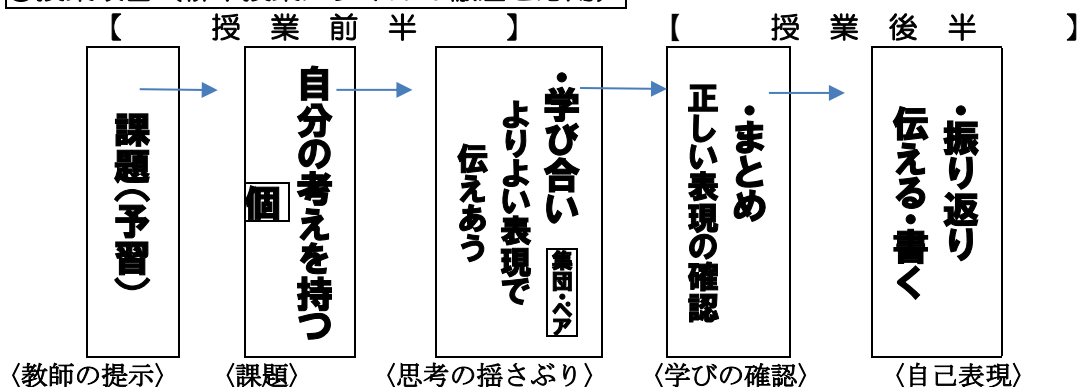 【　授業前半　】
【　授業後半　】
課題（予習）
自分の考えを持つ
個
・学び合い
集団・ペア
よりよい表現で
伝えあう
・まとめ
正しい表現の確認
・振り返り
伝える・書く
〈教師の提示〉
〈課題〉
〈思考の揺さぶり〉
〈学びの確認〉
〈自己表現〉